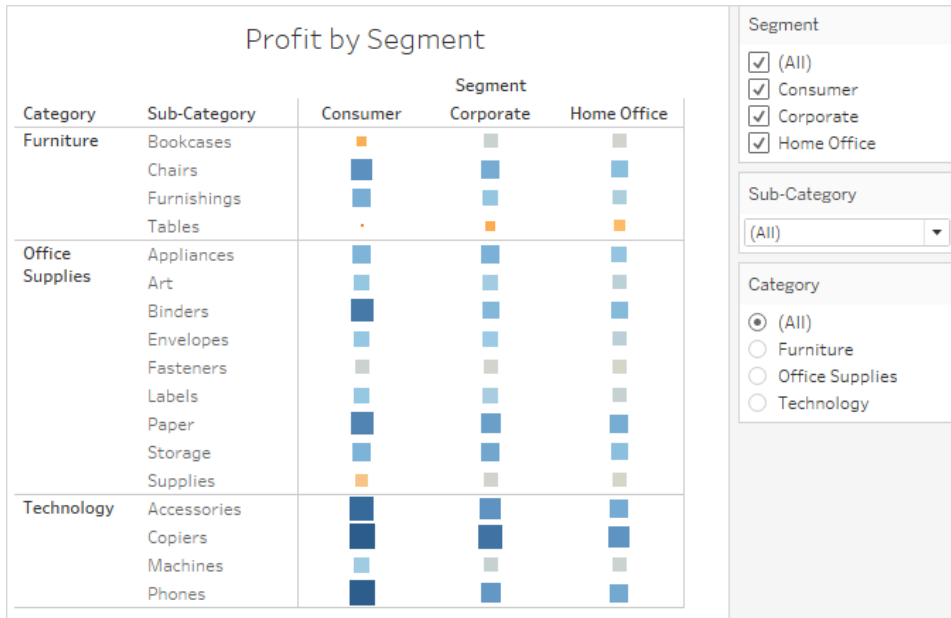 Profit by Segment
Segment
Category Sub-Category Consumer Corporate Home Office
Furniture Bookcases
Chairs
Furnishings
Tables
Office Supplies Appliances
Art
Binders
Envelopes
Fasteners
Labels
Paper
Storage
Supplies
Technology Accessories
Copiers
Machines
Phones
Segment
(All)
Consumer
Corporate
Home Office
Sub-Category
(All)
Category
(All)
Furniture
Office Supplies
Technology